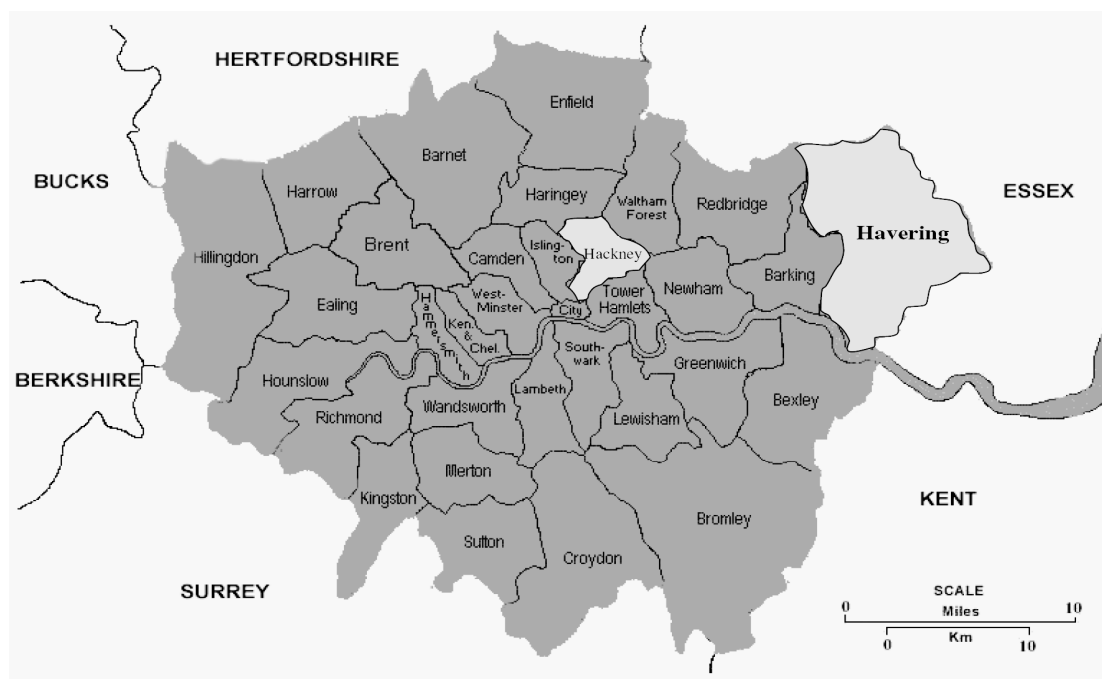 HERTFORDSHIRE
Enfield
Barnet
BUCKS
Harrow
Haringey
Waltham
Forest
Redbridge
ESSEX
Havering
Hillingdon
Brent
Camden
Isling-
ton
Hackney
Barking
Newham
Ealing
Hammersmith
West-
Minster
Ken.
&
Chel.
City
Tower
Hamlets
BERKSHIRE
Hounslow
South-
wark
Greenwich
Richmond
Wandsworth
Lambeth
Lewisham
Bexley
Merton
Kingston
KENT
Bromley
Sutton
Croydon
SURREY
SCALE
0 Miles 10
0 Km 10